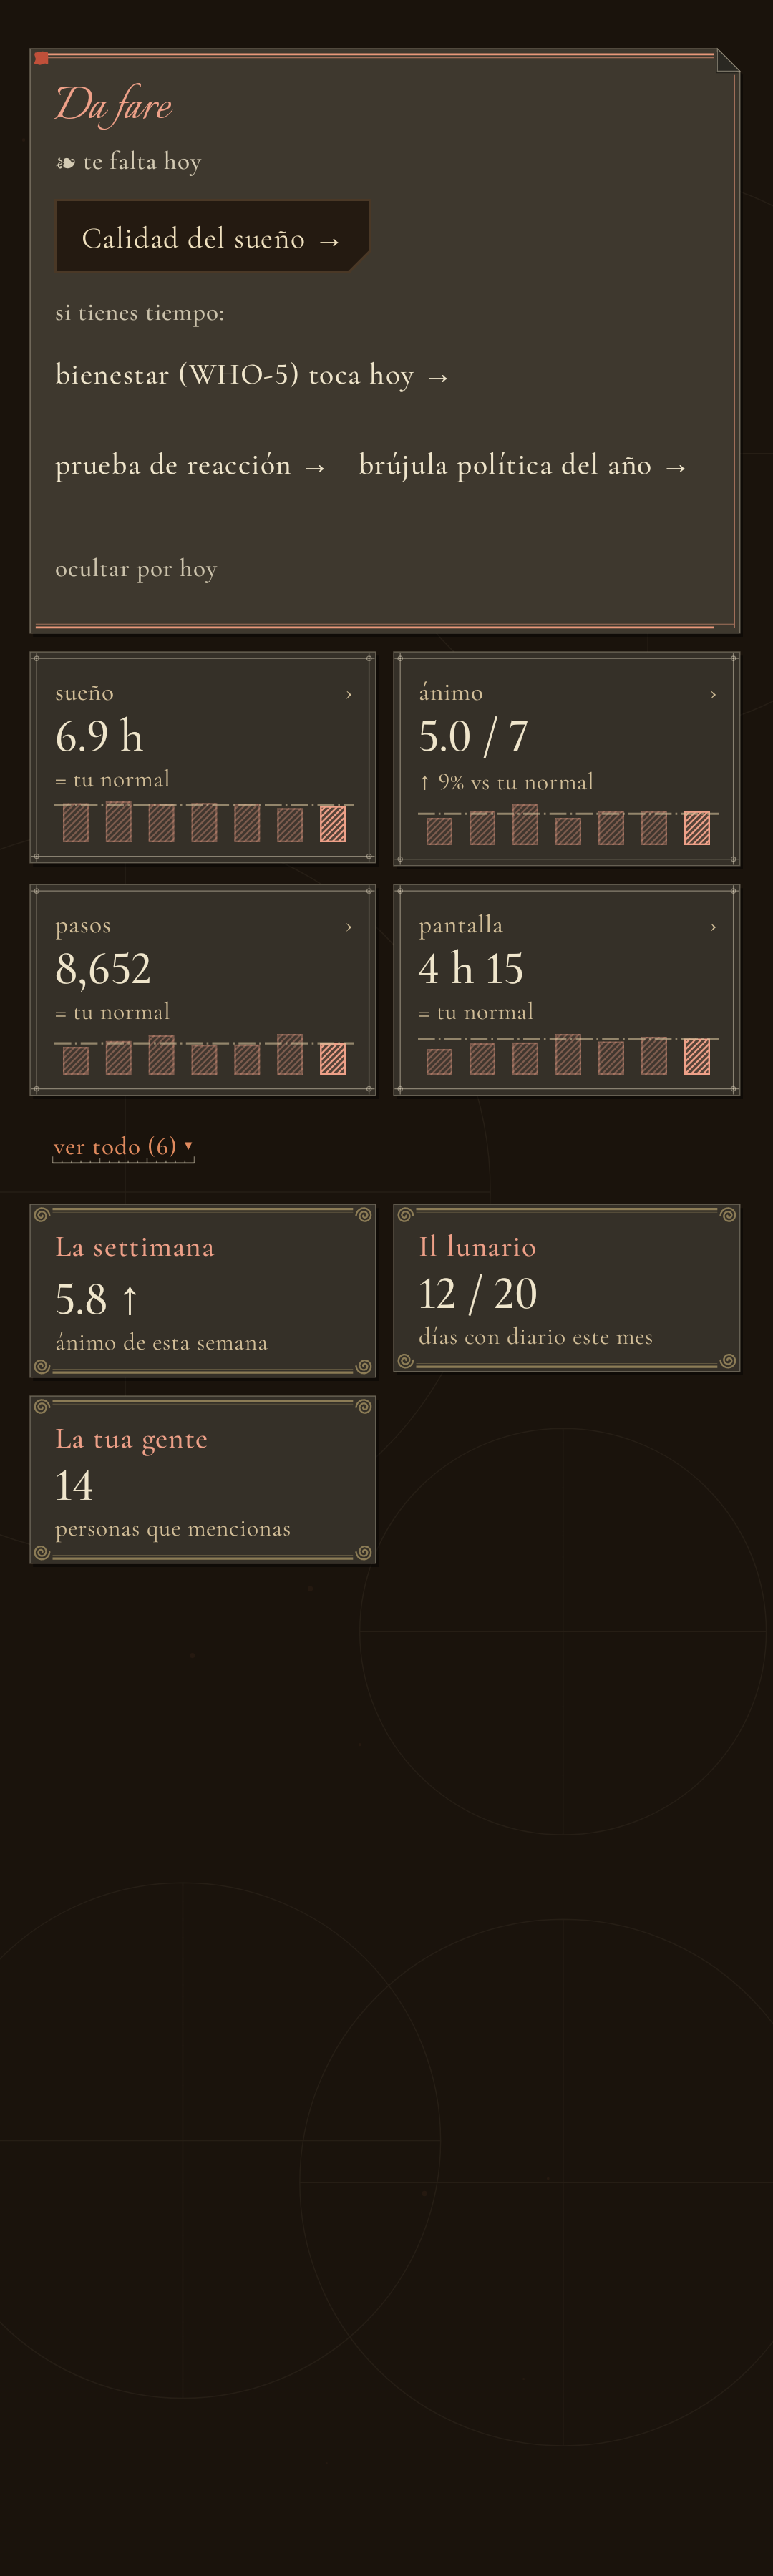 Da fare
❧ te falta hoy
Calidad del sueño →
si tienes tiempo:
bienestar (WHO-5) toca hoy →
prueba de reacción → brújula política del año →
ocultar por hoy
sueño ›
6.9 h
= tu normal
ánimo ›
5.0 / 7
↑ 9% vs tu normal
pasos ›
8,652
= tu normal
pantalla ›
4 h 15
= tu normal
ver todo (6) ▾
La settimana
5.8 ↑
ánimo de esta semana
Il lunario
12 / 20
días con diario este mes
La tua gente
14
personas que mencionas